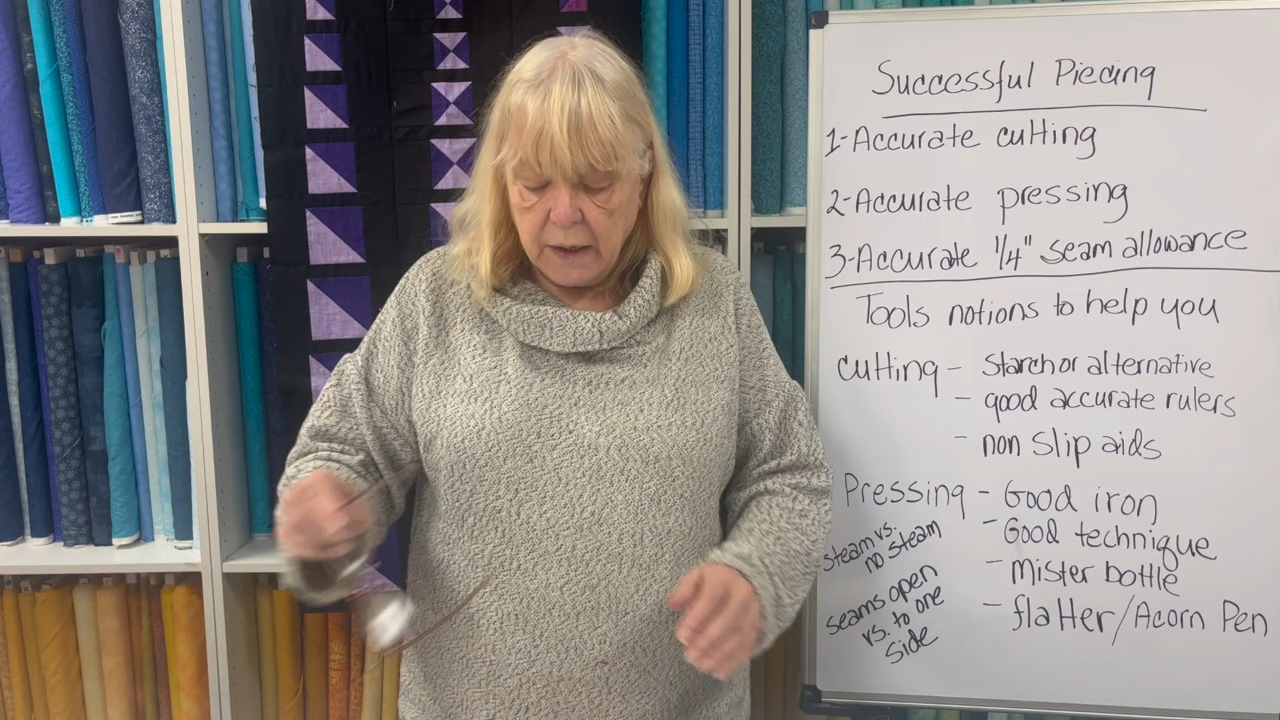 Successful Piecing
1-Accurate cutting
2-Accurate pressing
3-Accurate 1/4" seam allowance
Tools notions to help you
cutting - Starch or alternative
- good accurate rulers
- non slip aids
Pressing - Good iron
- Good technique
- Mister bottle
- flatter/Acorn Pen
steam vs.
no steam
seams open
vs. to one
side